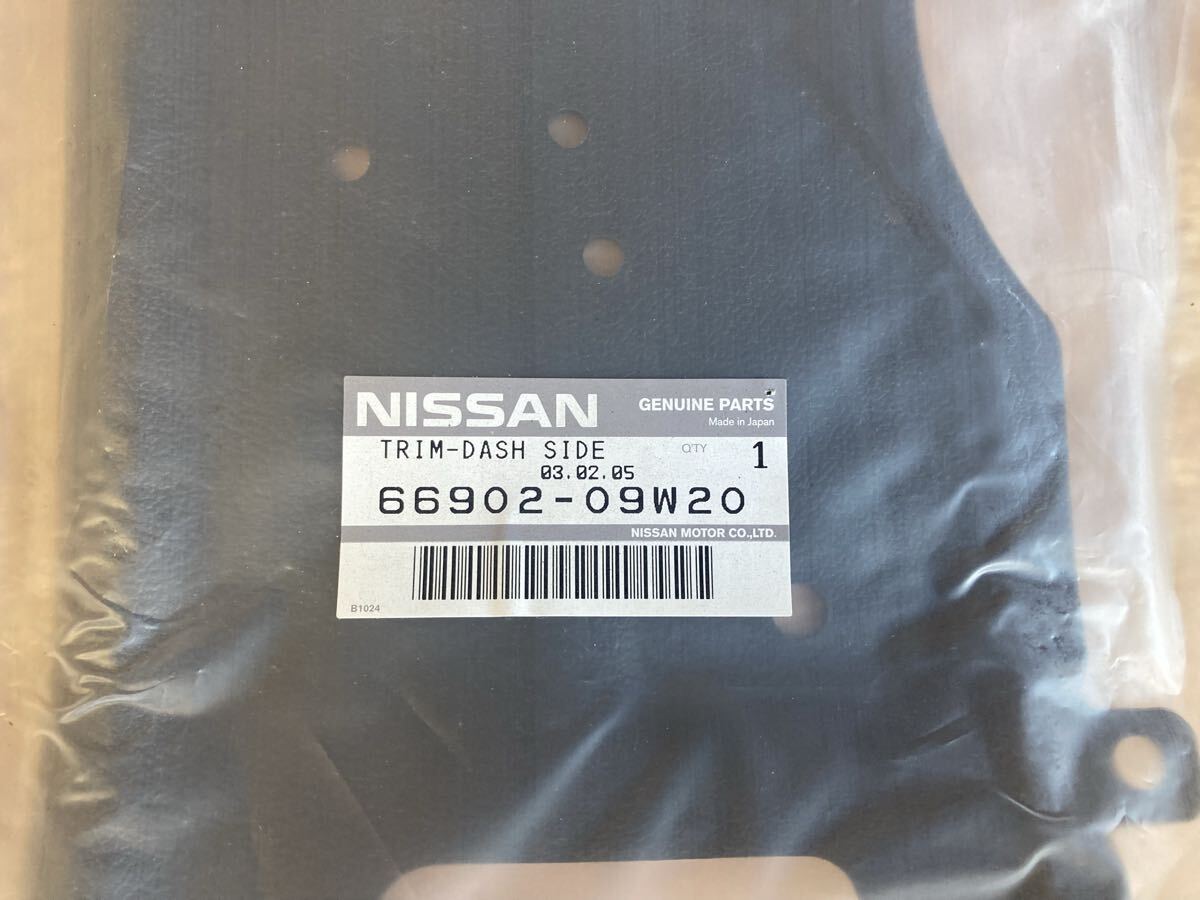 NISSAN GENUINE PARTS
Made in Japan
TRIM-DASH SIDE Q'TY 1
03.02.05
66902-09W20
NISSAN MOTOR CO.,LTD.
B1024